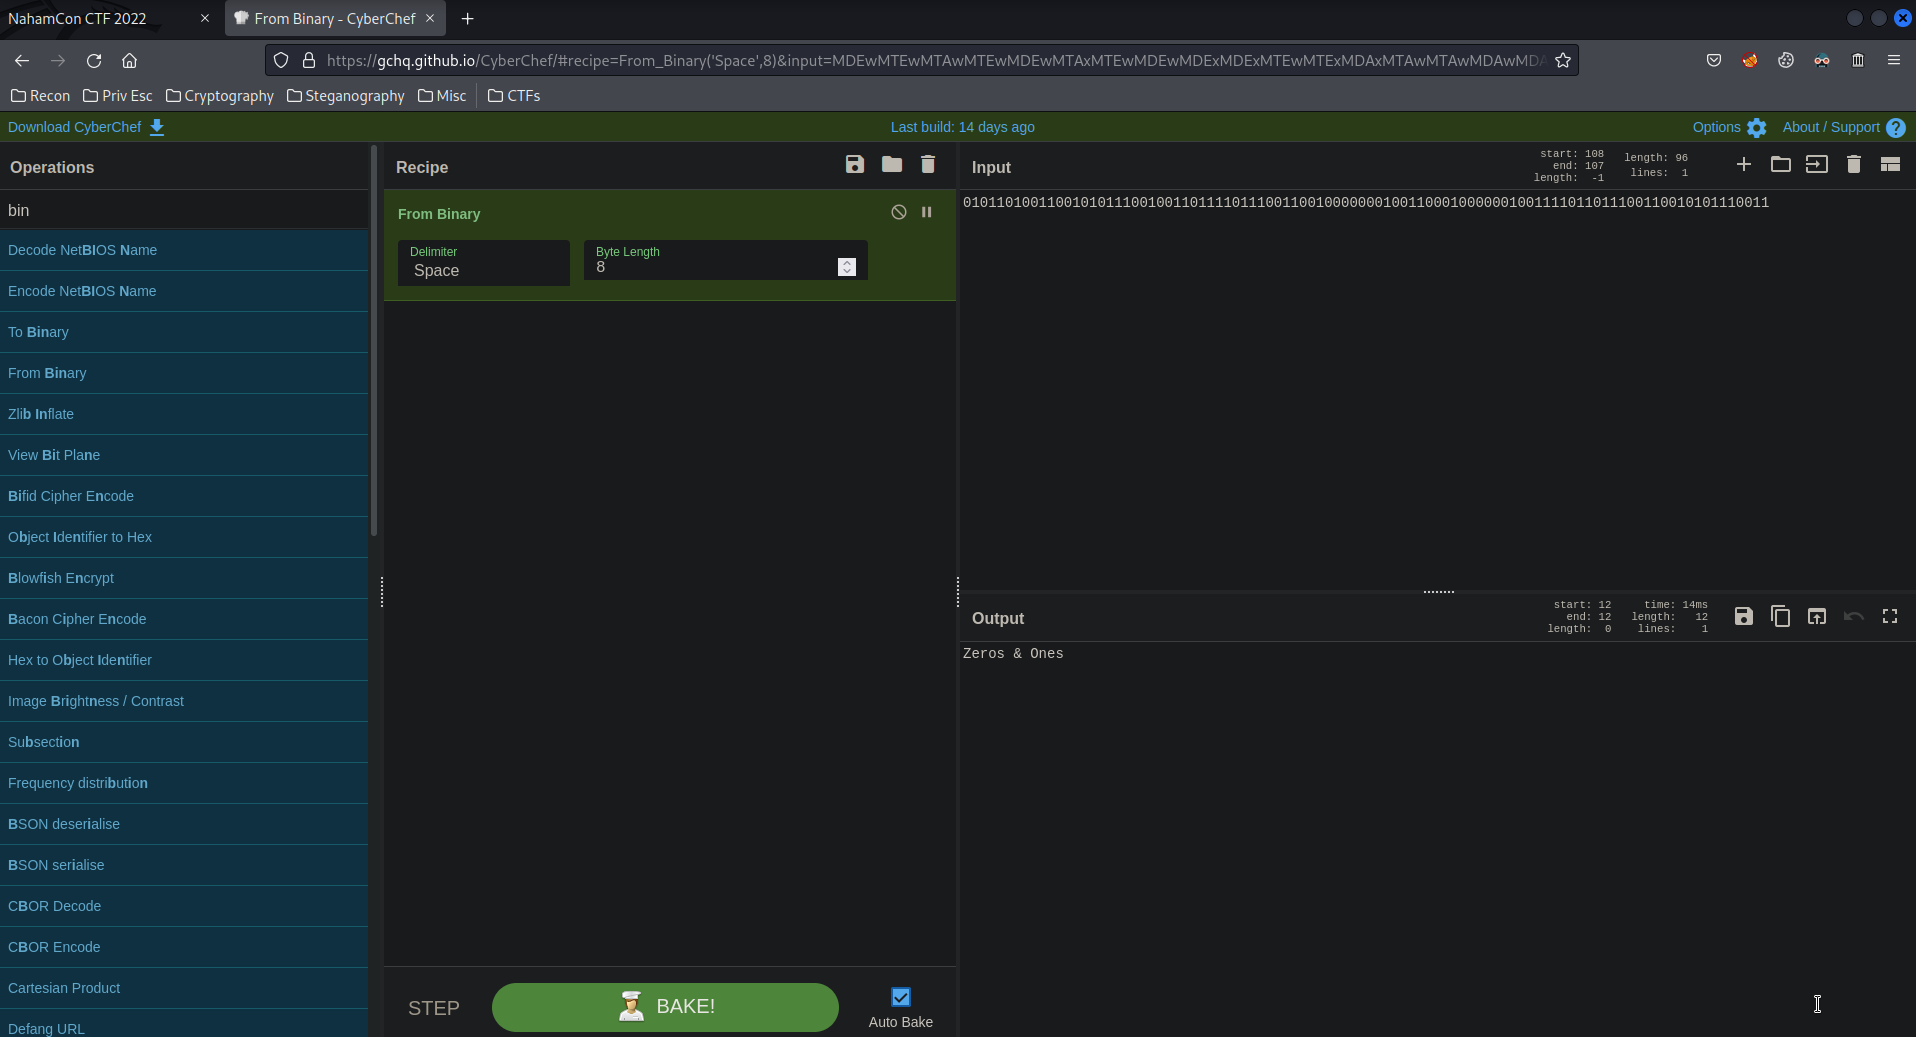 NahamCon CTF 2022
From Binary - CyberChef
https://gchq.github.io/CyberChef/#recipe=From_Binary('Space',8)&input=MDEwMTEwMTAwMTEwMDEwMTAxMTEwMDEwMDExMDExMTEwMTExMDAxMTAwMTAwMDAwMD
Recon Priv Esc Cryptography Steganography Misc CTFs
Download CyberChef
Last build: 14 days ago
Options
About / Support
Operations
bin
Decode NetBIOS Name
Encode NetBIOS Name
To Binary
From Binary
Zlib Inflate
View Bit Plane
Bifid Cipher Encode
Object Identifier to Hex
Blowfish Encrypt
Bacon Cipher Encode
Hex to Object Identifier
Image Brightness / Contrast
Subsection
Frequency distribution
BSON deserialise
BSON serialise
CBOR Decode
CBOR Encode
Cartesian Product
Defang URL
Recipe
From Binary
Delimiter
Space
Byte Length
8
STEP
BAKE!
Auto Bake
Input
start: 108
end: 107
length: -1
length: 96
lines: 1
010110100110010101110010011011110111001100100000001001100010000001001111011011100110010101110011
Output
start: 12
end: 12
length: 0
time: 14ms
length: 12
lines: 1
Zeros & Ones